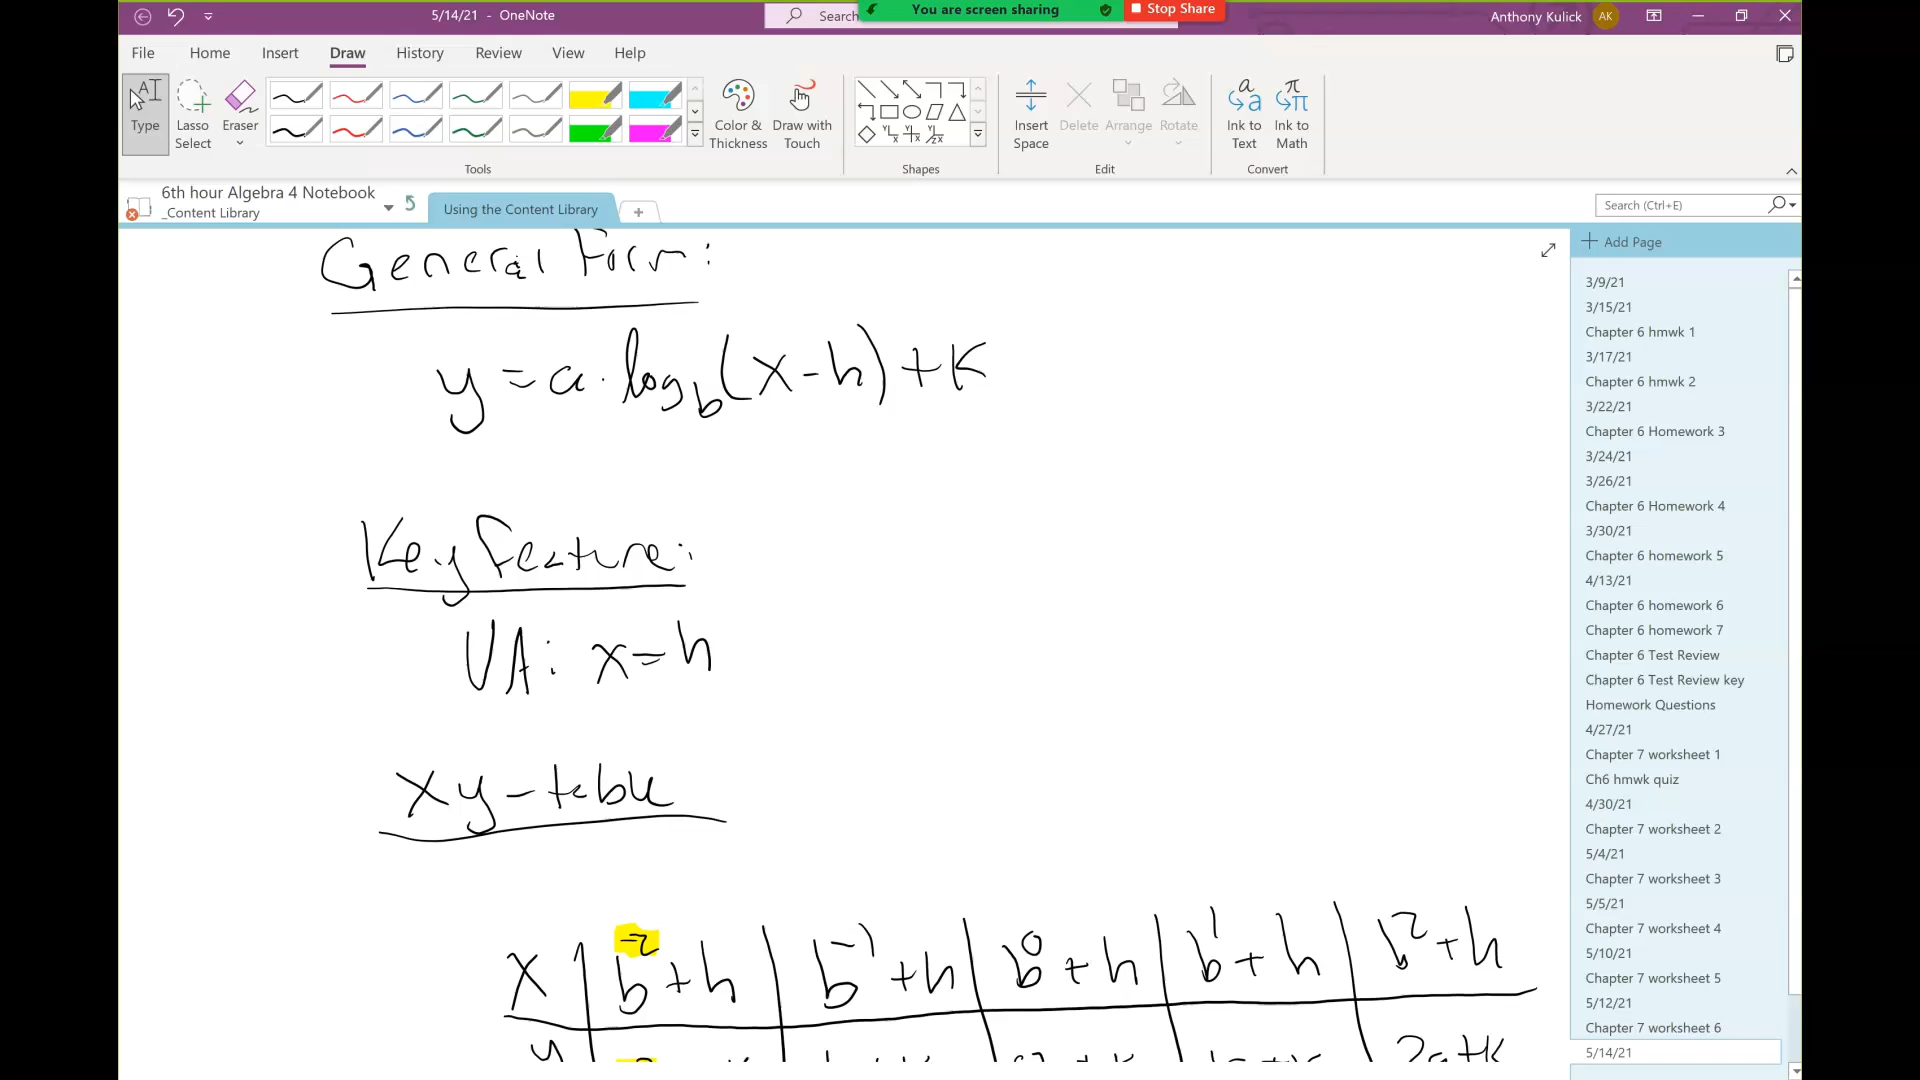 5/14/21 - OneNote
Search
You are screen sharing
Stop Share
Anthony Kulick
AK
File Home Insert Draw History Review View Help
Type
Lasso Select
Eraser
Color & Thickness
Draw with Touch
Insert Space
Delete
Arrange
Rotate
Ink to Text
Ink to Math
Tools
Shapes
Edit
Convert
6th hour Algebra 4 Notebook
_Content Library
Using the Content Library
Search (Ctrl+E)
Add Page
General Form:
y = a · log_b (x - h) + k
Key Feature:
VA: x = h
xy - table
x | b^-2 + h | b^-1 + h | b^0 + h | b^1 + h | b^2 + h
y
2a+k
3/9/21
3/15/21
Chapter 6 hmwk 1
3/17/21
Chapter 6 hmwk 2
3/22/21
Chapter 6 Homework 3
3/24/21
3/26/21
Chapter 6 Homework 4
3/30/21
Chapter 6 homework 5
4/13/21
Chapter 6 homework 6
Chapter 6 homework 7
Chapter 6 Test Review
Chapter 6 Test Review key
Homework Questions
4/27/21
Chapter 7 worksheet 1
Ch6 hmwk quiz
4/30/21
Chapter 7 worksheet 2
5/4/21
Chapter 7 worksheet 3
5/5/21
Chapter 7 worksheet 4
5/10/21
Chapter 7 worksheet 5
5/12/21
Chapter 7 worksheet 6
5/14/21